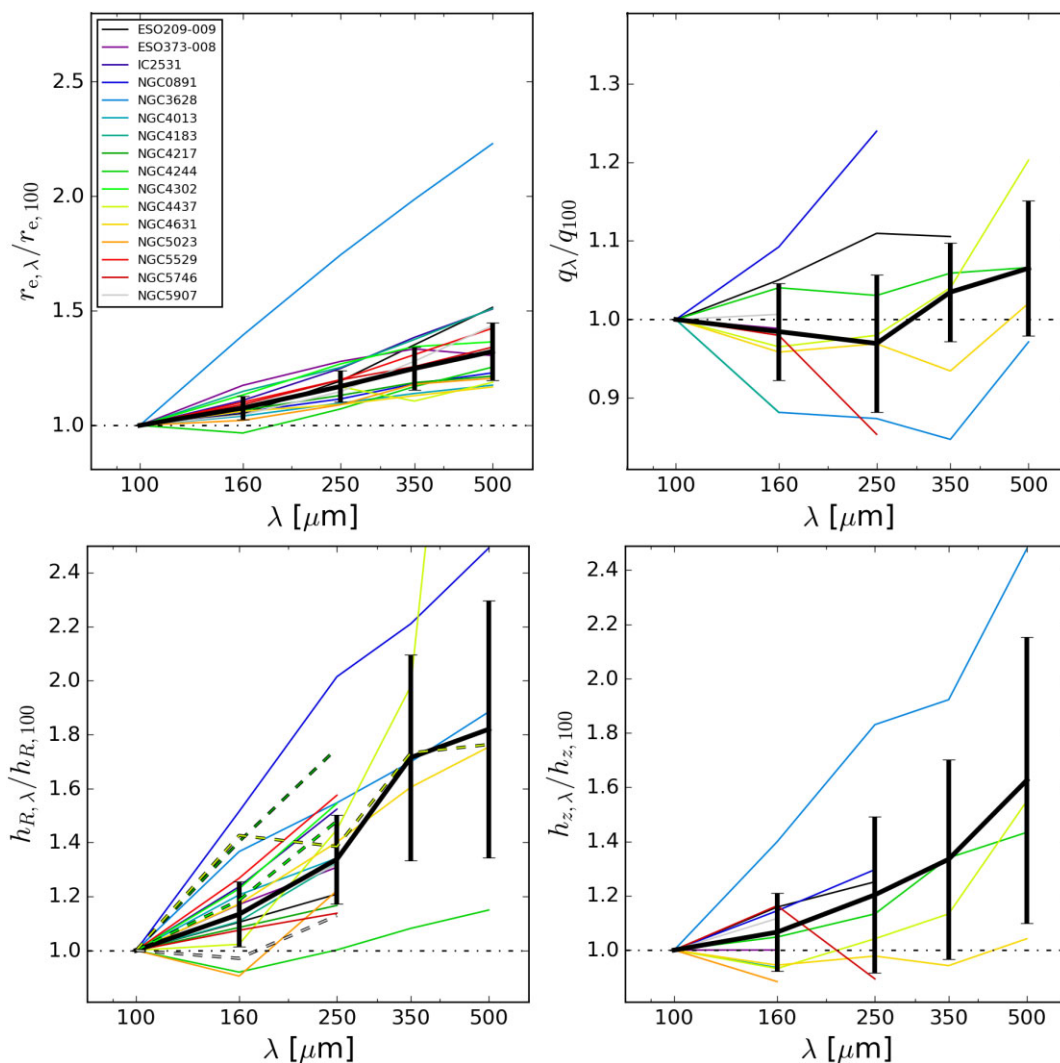 2.5
2.0
1.5
1.0
r_{e,λ}/r_{e,100}
ESO209-009
ESO373-008
IC2531
NGC0891
NGC3628
NGC4013
NGC4183
NGC4217
NGC4244
NGC4302
NGC4437
NGC4631
NGC5023
NGC5529
NGC5746
NGC5907
100 160 250 350 500
λ [μm]
1.3
1.2
1.1
1.0
0.9
q_λ/q_{100}
100 160 250 350 500
λ [μm]
2.4
2.2
2.0
1.8
1.6
1.4
1.2
1.0
h_{R,λ}/h_{R,100}
100 160 250 350 500
λ [μm]
2.4
2.2
2.0
1.8
1.6
1.4
1.2
1.0
h_{z,λ}/h_{z,100}
100 160 250 350 500
λ [μm]